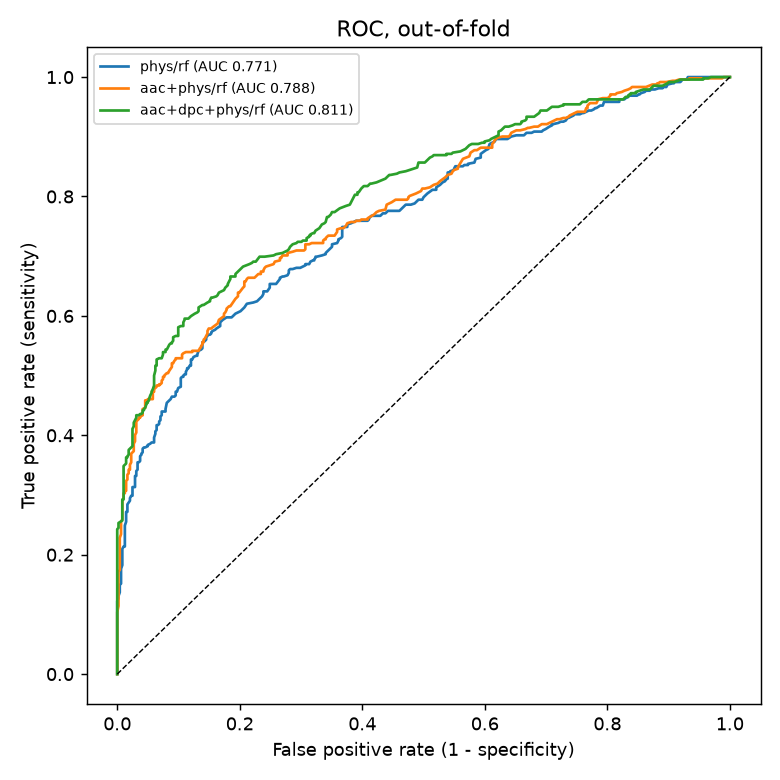 ROC, out-of-fold
phys/rf (AUC 0.771)
aac+phys/rf (AUC 0.788)
aac+dpc+phys/rf (AUC 0.811)
True positive rate (sensitivity)
1.0
0.8
0.6
0.4
0.2
0.0
0.0 0.2 0.4 0.6 0.8 1.0
False positive rate (1 - specificity)